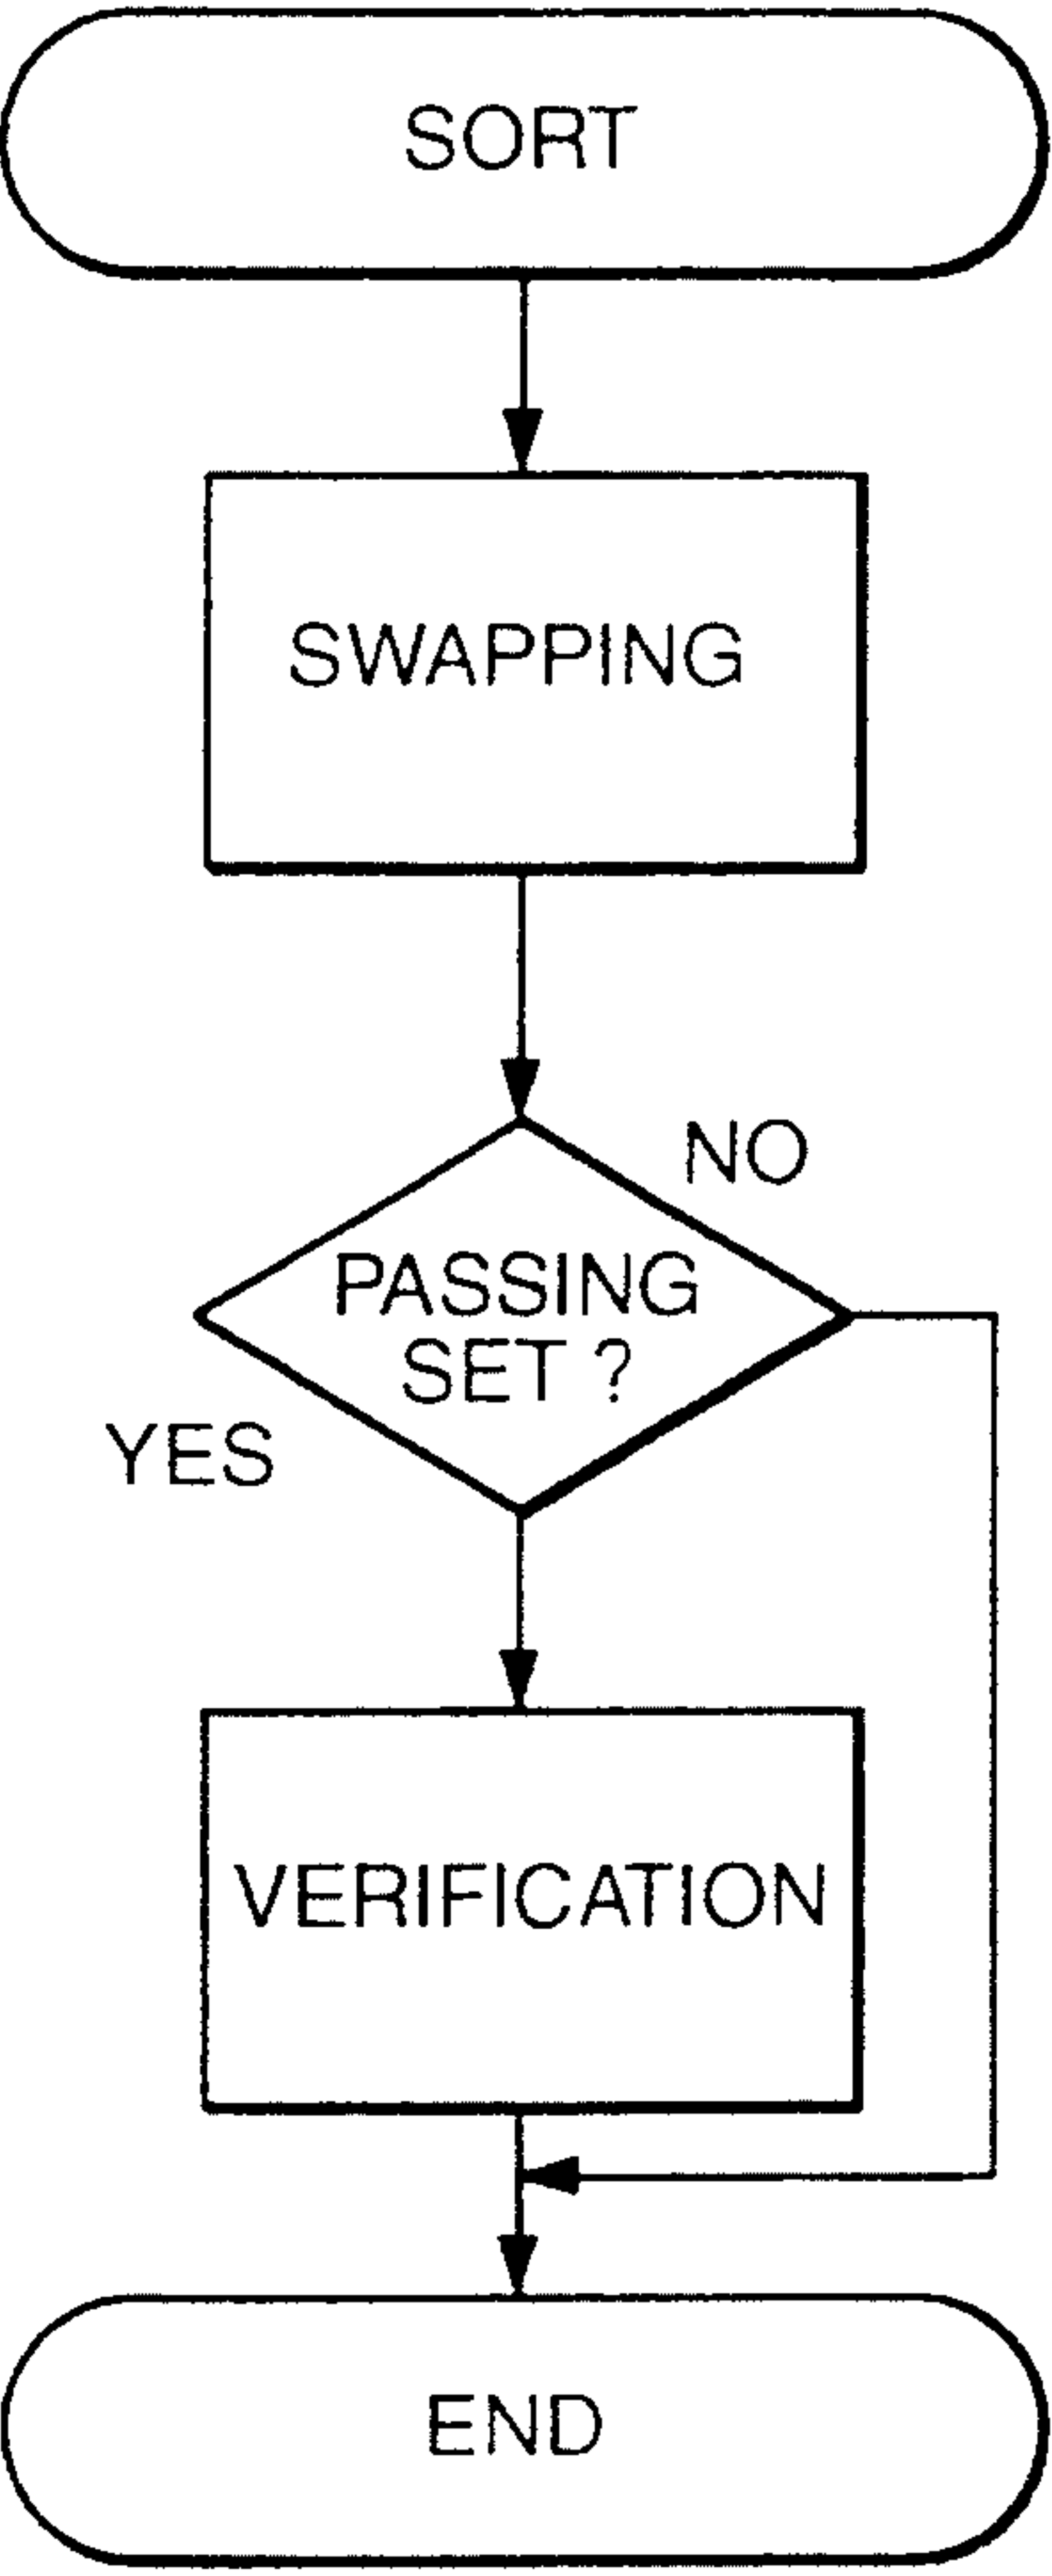 SORT
SWAPPING
NO
PASSING
SET ?
YES
VERIFICATION
END